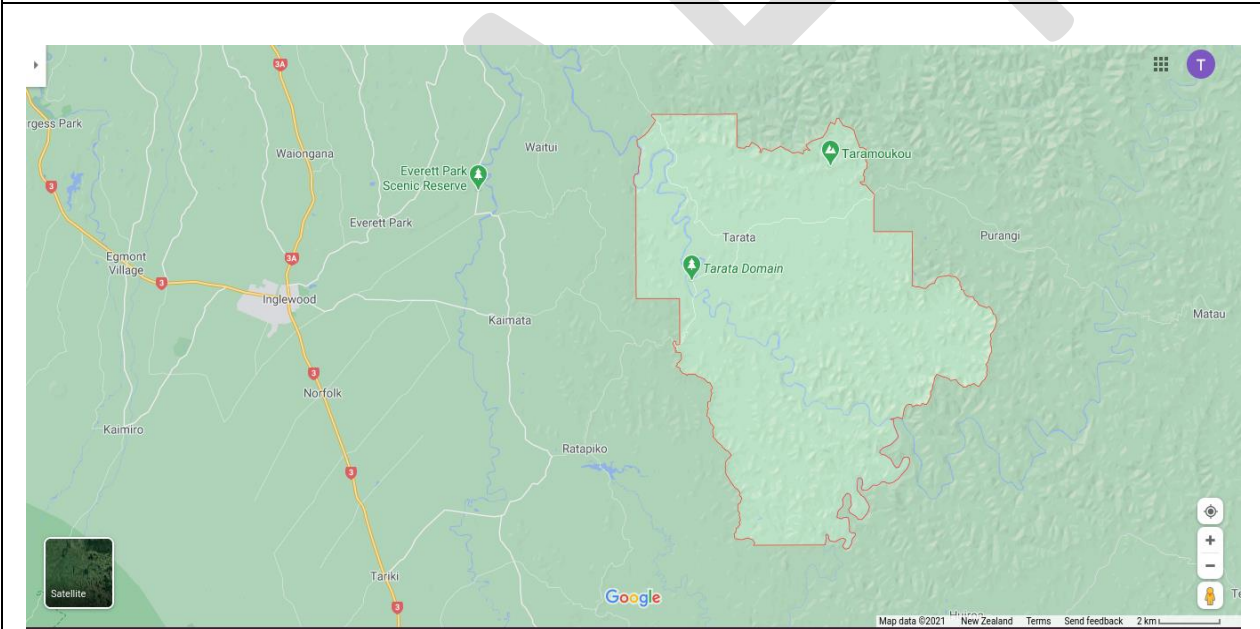 3A
T
rgess Park
Waitui
Waiongana
Taramoukou
Everett Park
Scenic Reserve
3
Everett Park
Tarata
Purangi
3A
Egmont
Village
Tarata Domain
3
Inglewood
Matau
Kaimata
3
Norfolk
Kaimiro
Ratapiko
3
Tariki
Satellite
Google
3
Map data ©2021 New Zealand Terms Send feedback 2 km